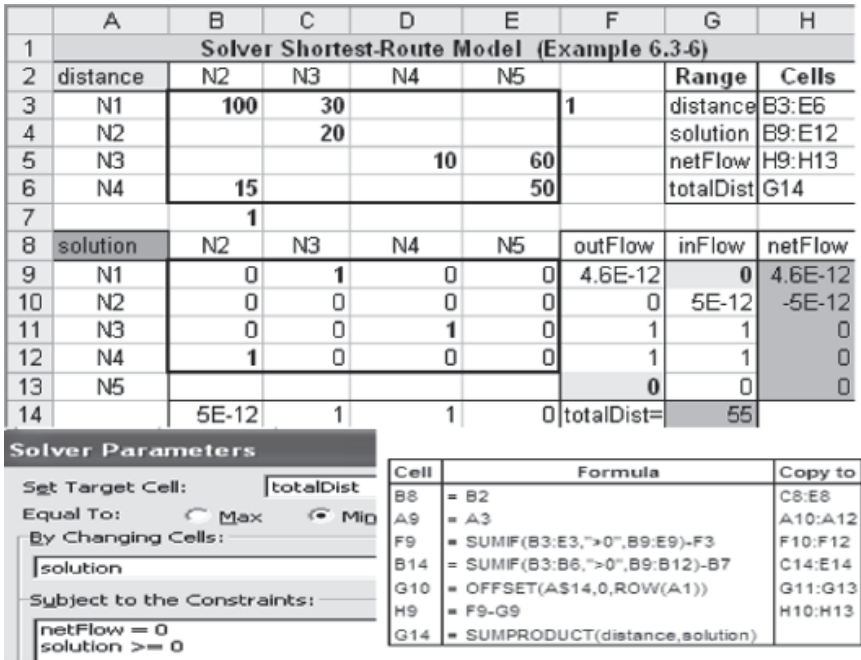 A B C D E F G H
1 Solver Shortest-Route Model (Example 6.3-6)
2 distance N2 N3 N4 N5 Range Cells
3 N1 100 30 1 distance B3:E6
4 N2 20 solution B9:E12
5 N3 10 60 netFlow H9:H13
6 N4 15 50 totalDist G14
7 1
8 solution N2 N3 N4 N5 outFlow inFlow netFlow
9 N1 0 1 0 0 4.6E-12 0 4.6E-12
10 N2 0 0 0 0 0 5E-12 -5E-12
11 N3 0 0 1 0 1 1 0
12 N4 1 0 0 0 1 1 0
13 N5 0 0 0
14 5E-12 1 1 0 totalDist= 55
Solver Parameters
Set Target Cell: totalDist
Equal To: Max Min
By Changing Cells:
solution
Subject to the Constraints:
netFlow = 0
solution >= 0
Cell Formula Copy to
B8 = B2 C8:E8
A9 = A3 A10:A12
F9 = SUMIF(B3:E3,">0",B9:E9)-F3 F10:F12
B14 = SUMIF(B3:B6,">0",B9:B12)-B7 C14:E14
G10 = OFFSET(A$14,0,ROW(A1)) G11:G13
H9 = F9-G9 H10:H13
G14 = SUMPRODUCT(distance,solution)